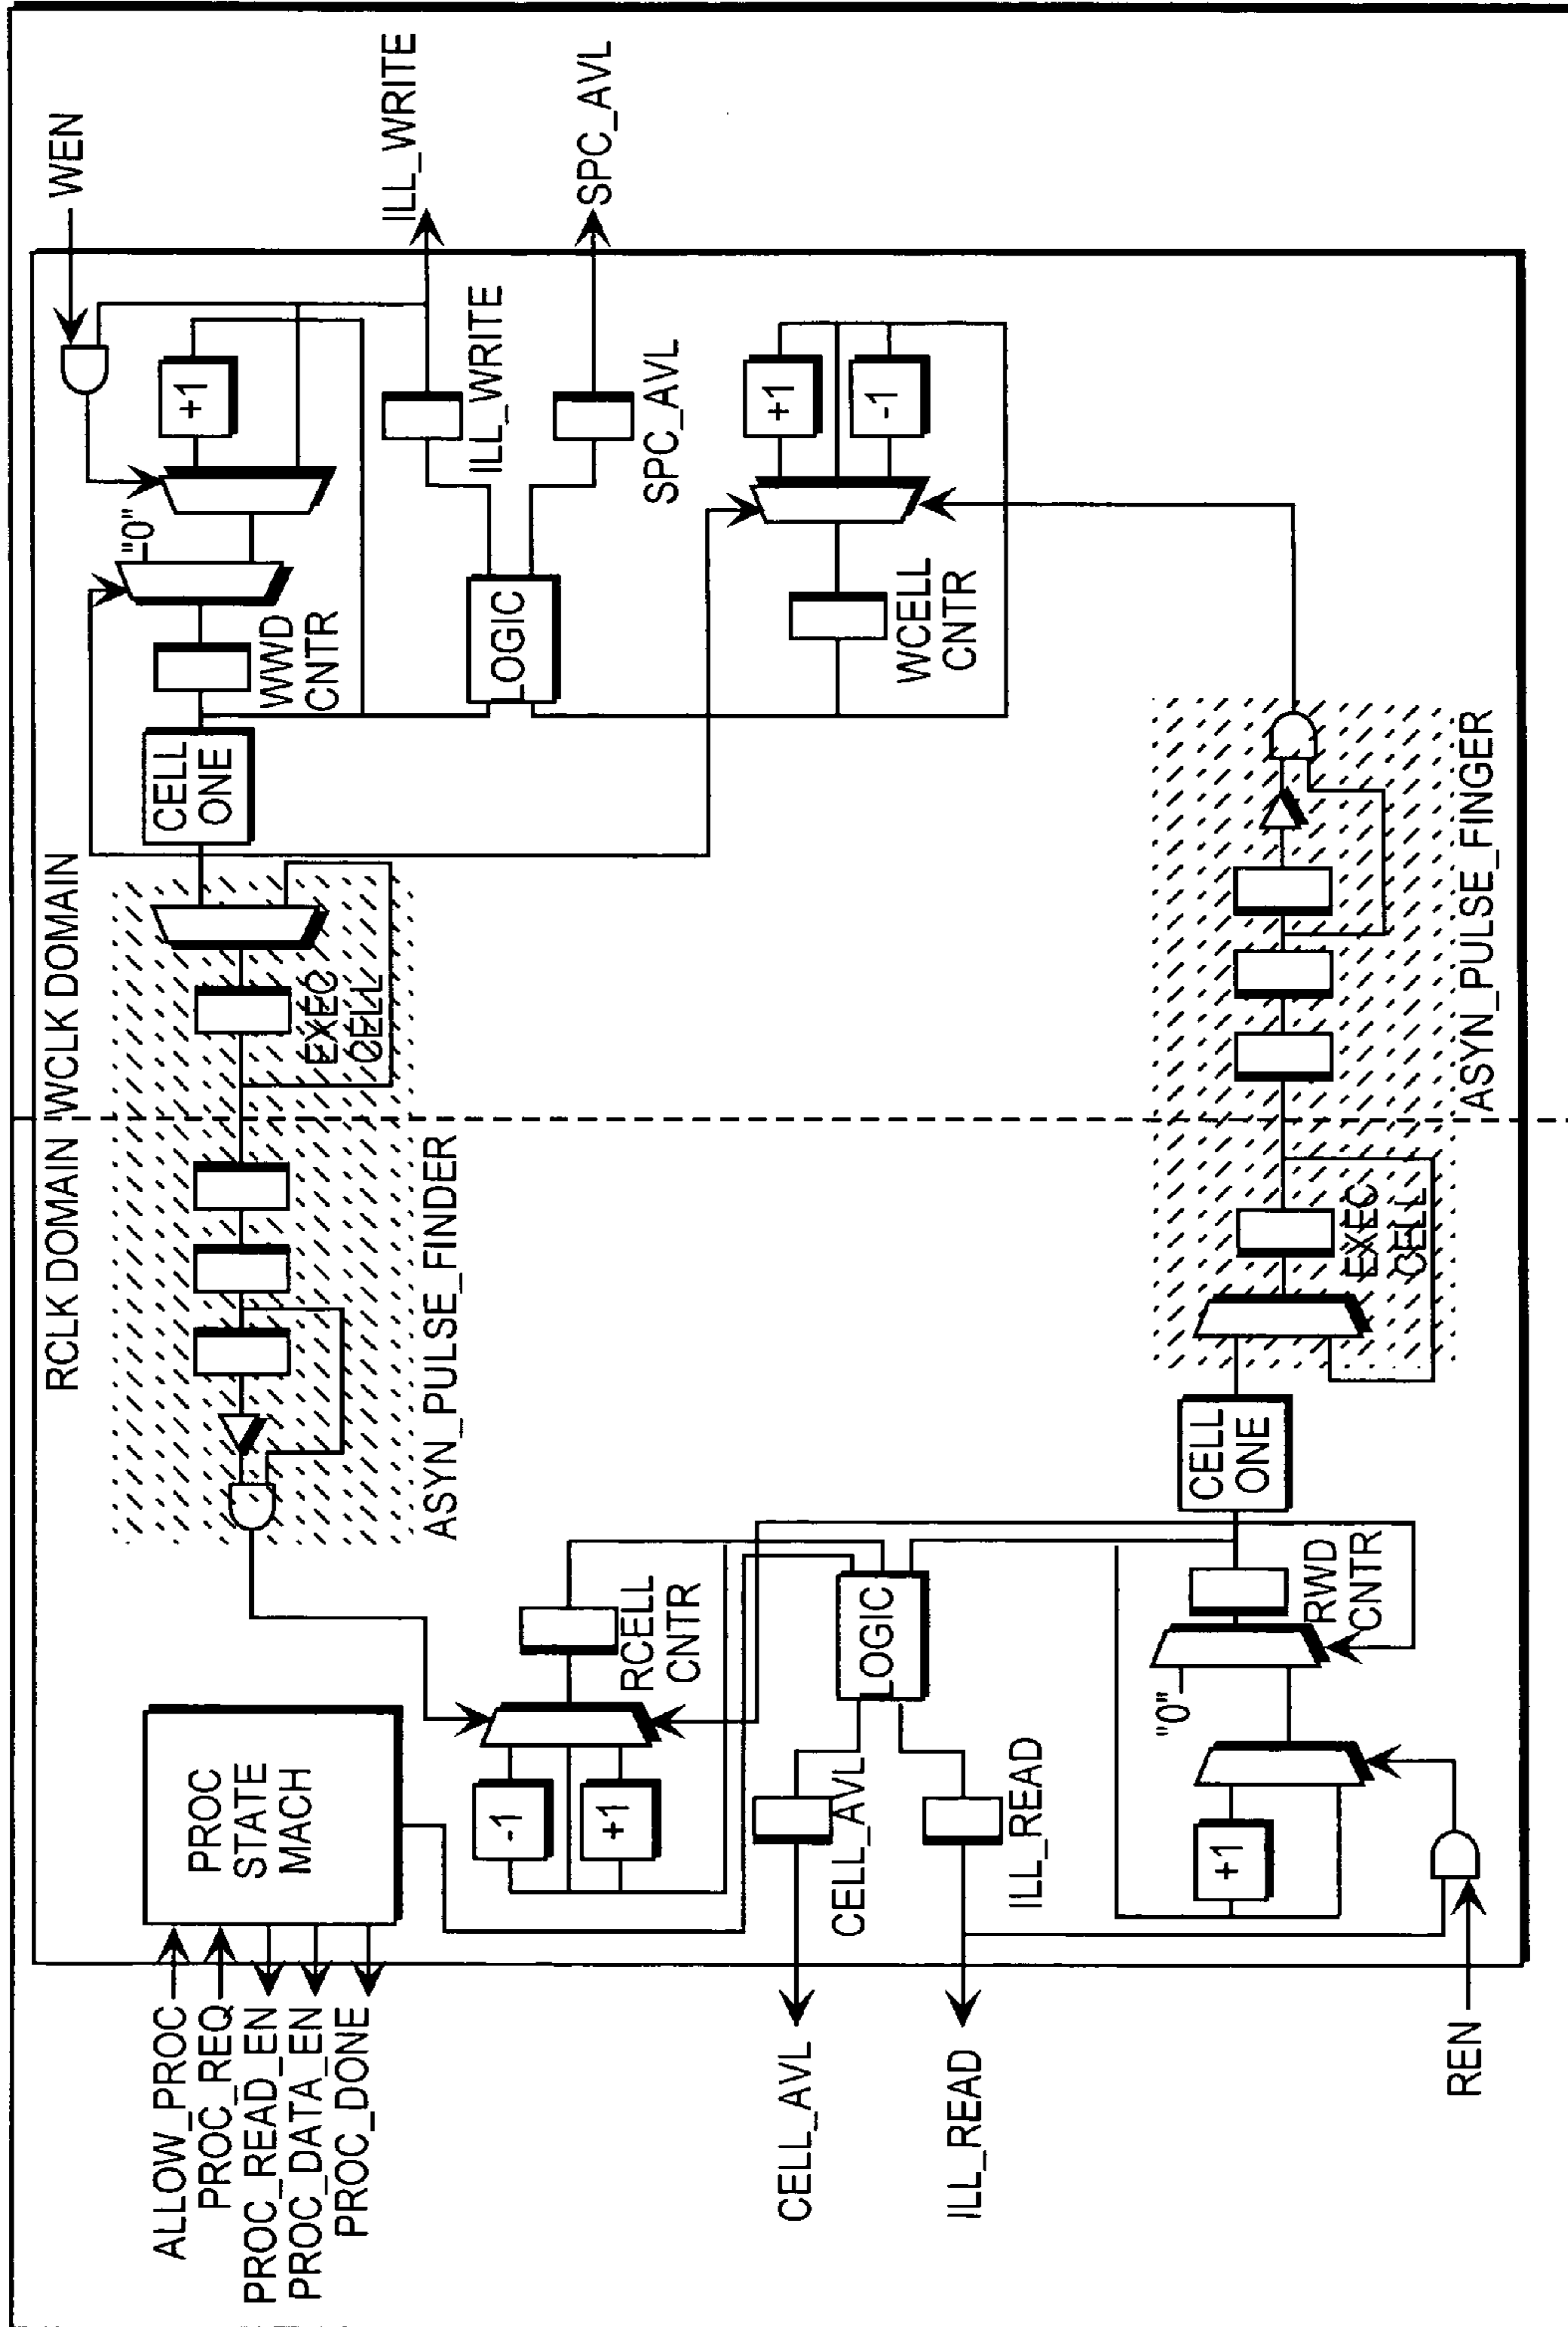 ALLOW_PROC
PROC_REQ
PROC_READ_EN
PROC_DATA_EN
PROC_DONE
PROC
STATE
MACH
RCLK DOMAIN
WCLK DOMAIN
ASYN_PULSE_FINDER
EXEC
CELL
CELL
ONE
WWD
CNTR
"0"
+1
WEN
-1
+1
RCELL
CNTR
LOGIC
ILL_WRITE
ILL_WRITE
SPC_AVL
SPC_AVL
CELL_AVL
CELL_AVL
ILL_READ
ILL_READ
LOGIC
WCELL
CNTR
+1
-1
REN
+1
"0"
RWD
CNTR
CELL
ONE
EXEC
CELL
ASYN_PULSE_FINGER